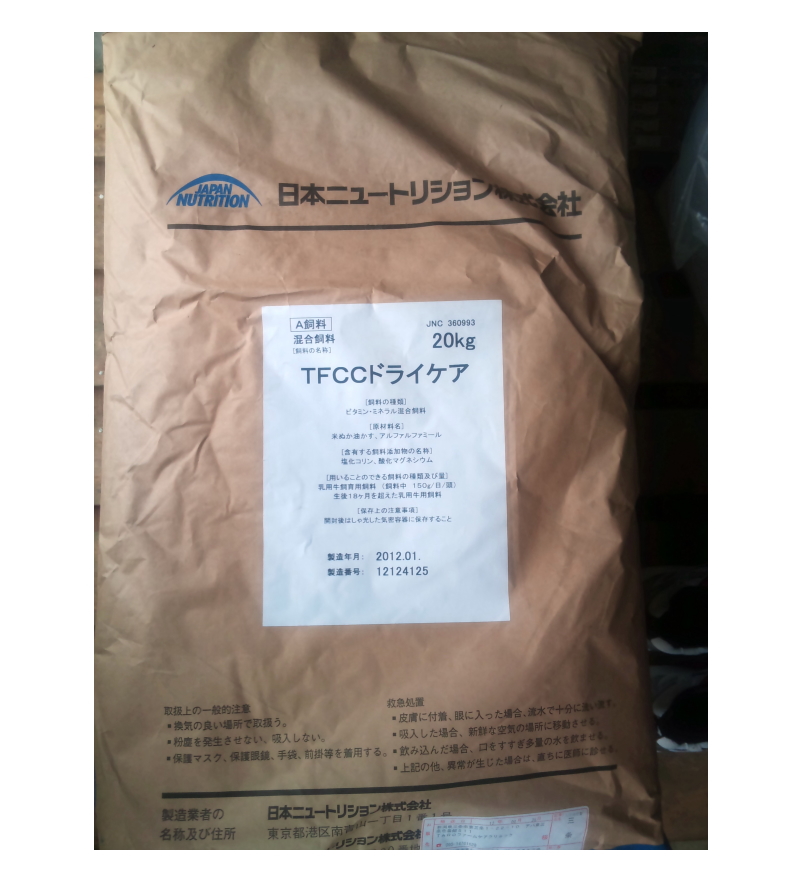 JAPAN
NUTRITION
日本ニュートリション株式会社
A飼料
混合飼料
[飼料の名称]
JNC 360993
20kg
TFCCドライケア
[飼料の種類]
ビタミン・ミネラル混合飼料
[原材料名]
米ぬか油かす、アルファルファミール
[含有する飼料添加物の名称]
塩化コリン、酸化マグネシウム
[用いることのできる飼料の種類及び量]
乳用牛飼育用飼料 (飼料中 150g/日/頭)
生後18ヶ月を超えた乳用牛用飼料
[保存上の注意事項]
開封後はしゃ光した気密容器に保存すること
製造年月: 2012.01.
製造番号: 12124125
取扱上の一般的注意
▪換気の良い場所で取扱う。
▪粉塵を発生させない、吸入しない。
▪保護マスク、保護眼鏡、手袋、前掛等を着用する。
救急処置
▪皮膚に付着、眼に入った場合、流水で十分に洗い流す。
▪吸入した場合、新鮮な空気の場所に移動させる。
▪飲み込んだ場合、口をすすぎ多量の水を飲ませる。
▪上記の他、異常が生じた場合は、直ちに医師に診せる。
製造業者の
名称及び住所
日本ニュートリション株式会社
東京都港区南青山一丁目1番1号
リション株式会社